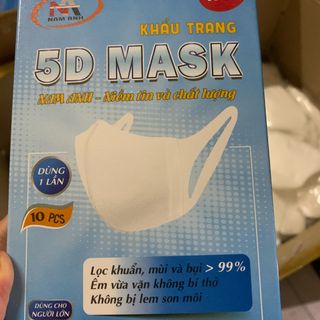 NAM ANH
KHẨU TRANG
5D MASK
NAM ANH - Niềm tin và chất lượng
DÙNG
1 LẦN
10 PCS
Lọc khuẩn, mùi và bụi > 99%
Êm vừa vặn không bí thở
Không bị lem son môi
DÙNG CHO
NGƯỜI LỚN